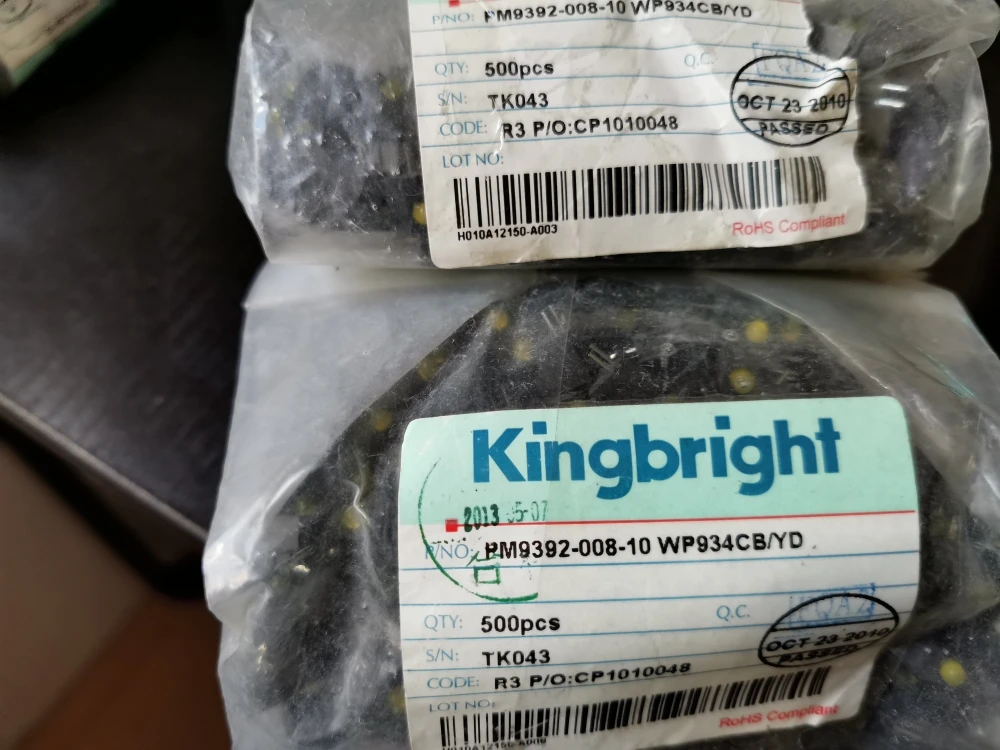 P/NO: PM9392-008-10 WP934CB/YD
QTY: 500pcs Q.C.
S/N: TK043
OCT 23 2010
CODE: R3 P/O:CP1010048
PASSED
LOT NO:
H010A12150-A003
RoHS Compliant
Kingbright
2013 05-07
P/NO: PM9392-008-10 WP934CB/YD
QTY: 500pcs Q.C.
S/N: TK043
OCT 23 2010
PASSED
CODE: R3 P/O:CP1010048
LOT NO:
RoHS Compliant